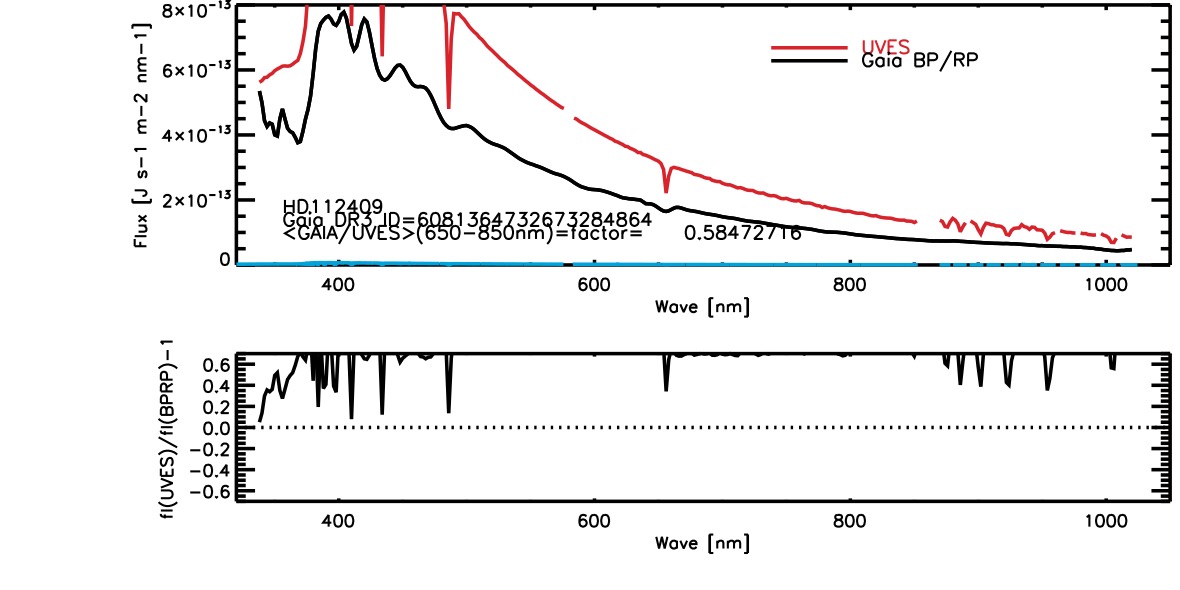 8×10⁻¹³
6×10⁻¹³
4×10⁻¹³
2×10⁻¹³
0
Flux [J s−1 m−2 nm−1]
UVES
Gaia BP/RP
HD112409
Gaia DR3 ID=6081364732673284864
<GAIA/UVES>(650−850nm)=factor= 0.58472716
400 600 800 1000
Wave [nm]
fl(UVES)/fl(BPRP)−1
0.6
0.4
0.2
0.0
−0.2
−0.4
−0.6
400 600 800 1000
Wave [nm]